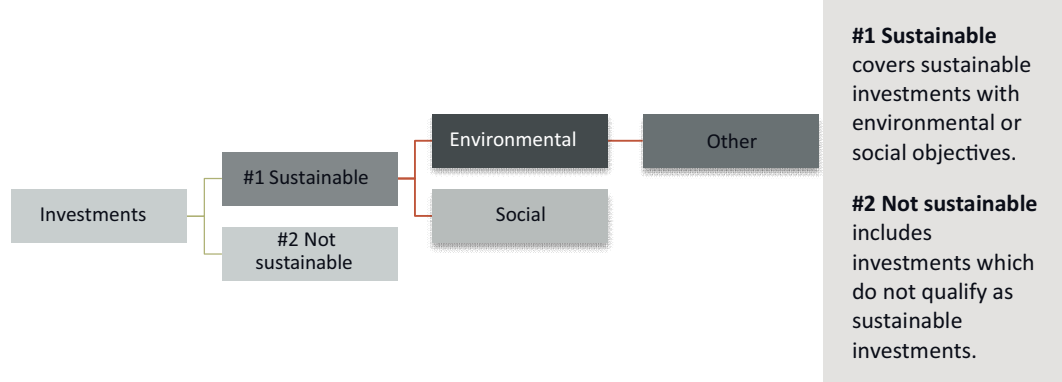 Investments
#1 Sustainable
#2 Not
sustainable
Environmental
Social
Other
#1 Sustainable
covers sustainable
investments with
environmental or
social objectives.
#2 Not sustainable
includes
investments which
do not qualify as
sustainable
investments.